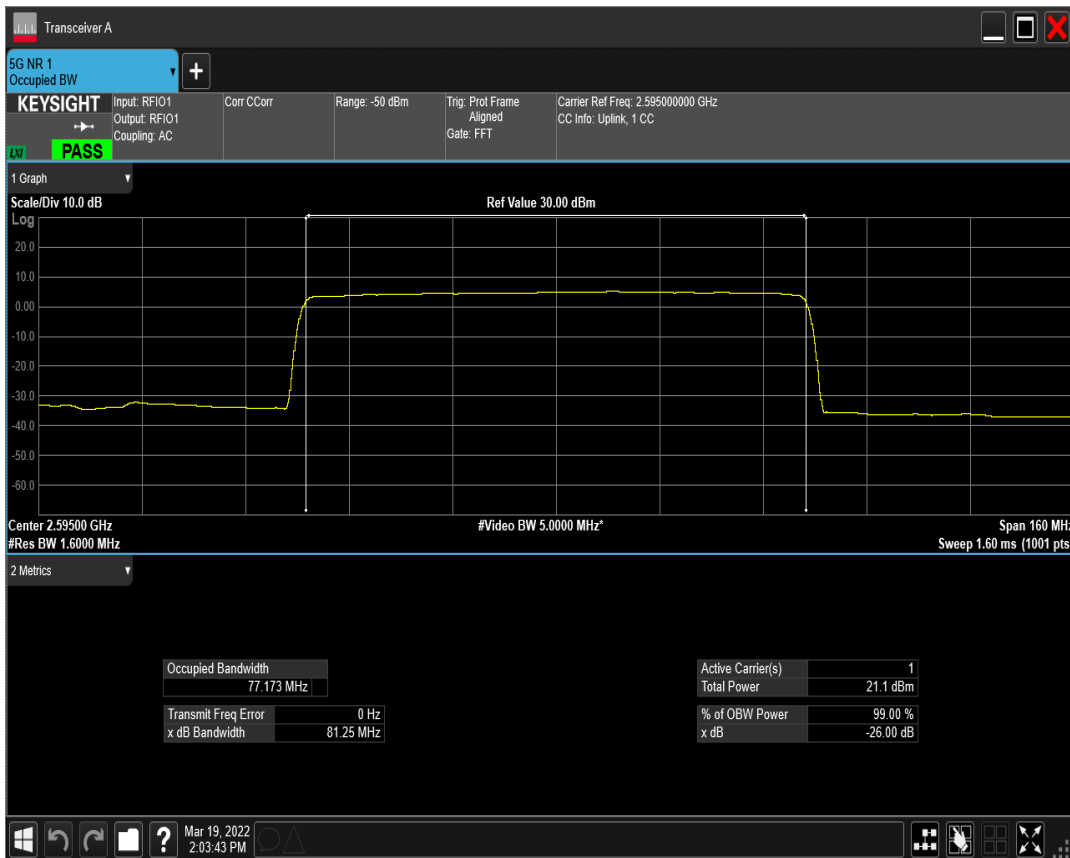 Transceiver A
5G NR 1
Occupied BW
+
KEYSIGHT
LXI
PASS
Input: RFIO1
Output: RFIO1
Coupling: AC
Corr CCorr
Range: -50 dBm
Trig: Prot Frame
Aligned
Gate: FFT
Carrier Ref Freq: 2.595000000 GHz
CC Info: Uplink, 1 CC
1 Graph
Scale/Div 10.0 dB
Ref Value 30.00 dBm
Log
20.0
10.0
0.00
-10.0
-20.0
-30.0
-40.0
-50.0
-60.0
Center 2.59500 GHz
#Video BW 5.0000 MHz*
Span 160 MHz
#Res BW 1.6000 MHz
Sweep 1.60 ms (1001 pts
2 Metrics
Occupied Bandwidth
77.173 MHz
Transmit Freq Error 0 Hz
x dB Bandwidth 81.25 MHz
Active Carrier(s) 1
Total Power 21.1 dBm
% of OBW Power 99.00 %
x dB -26.00 dB
?
Mar 19, 2022
2:03:43 PM